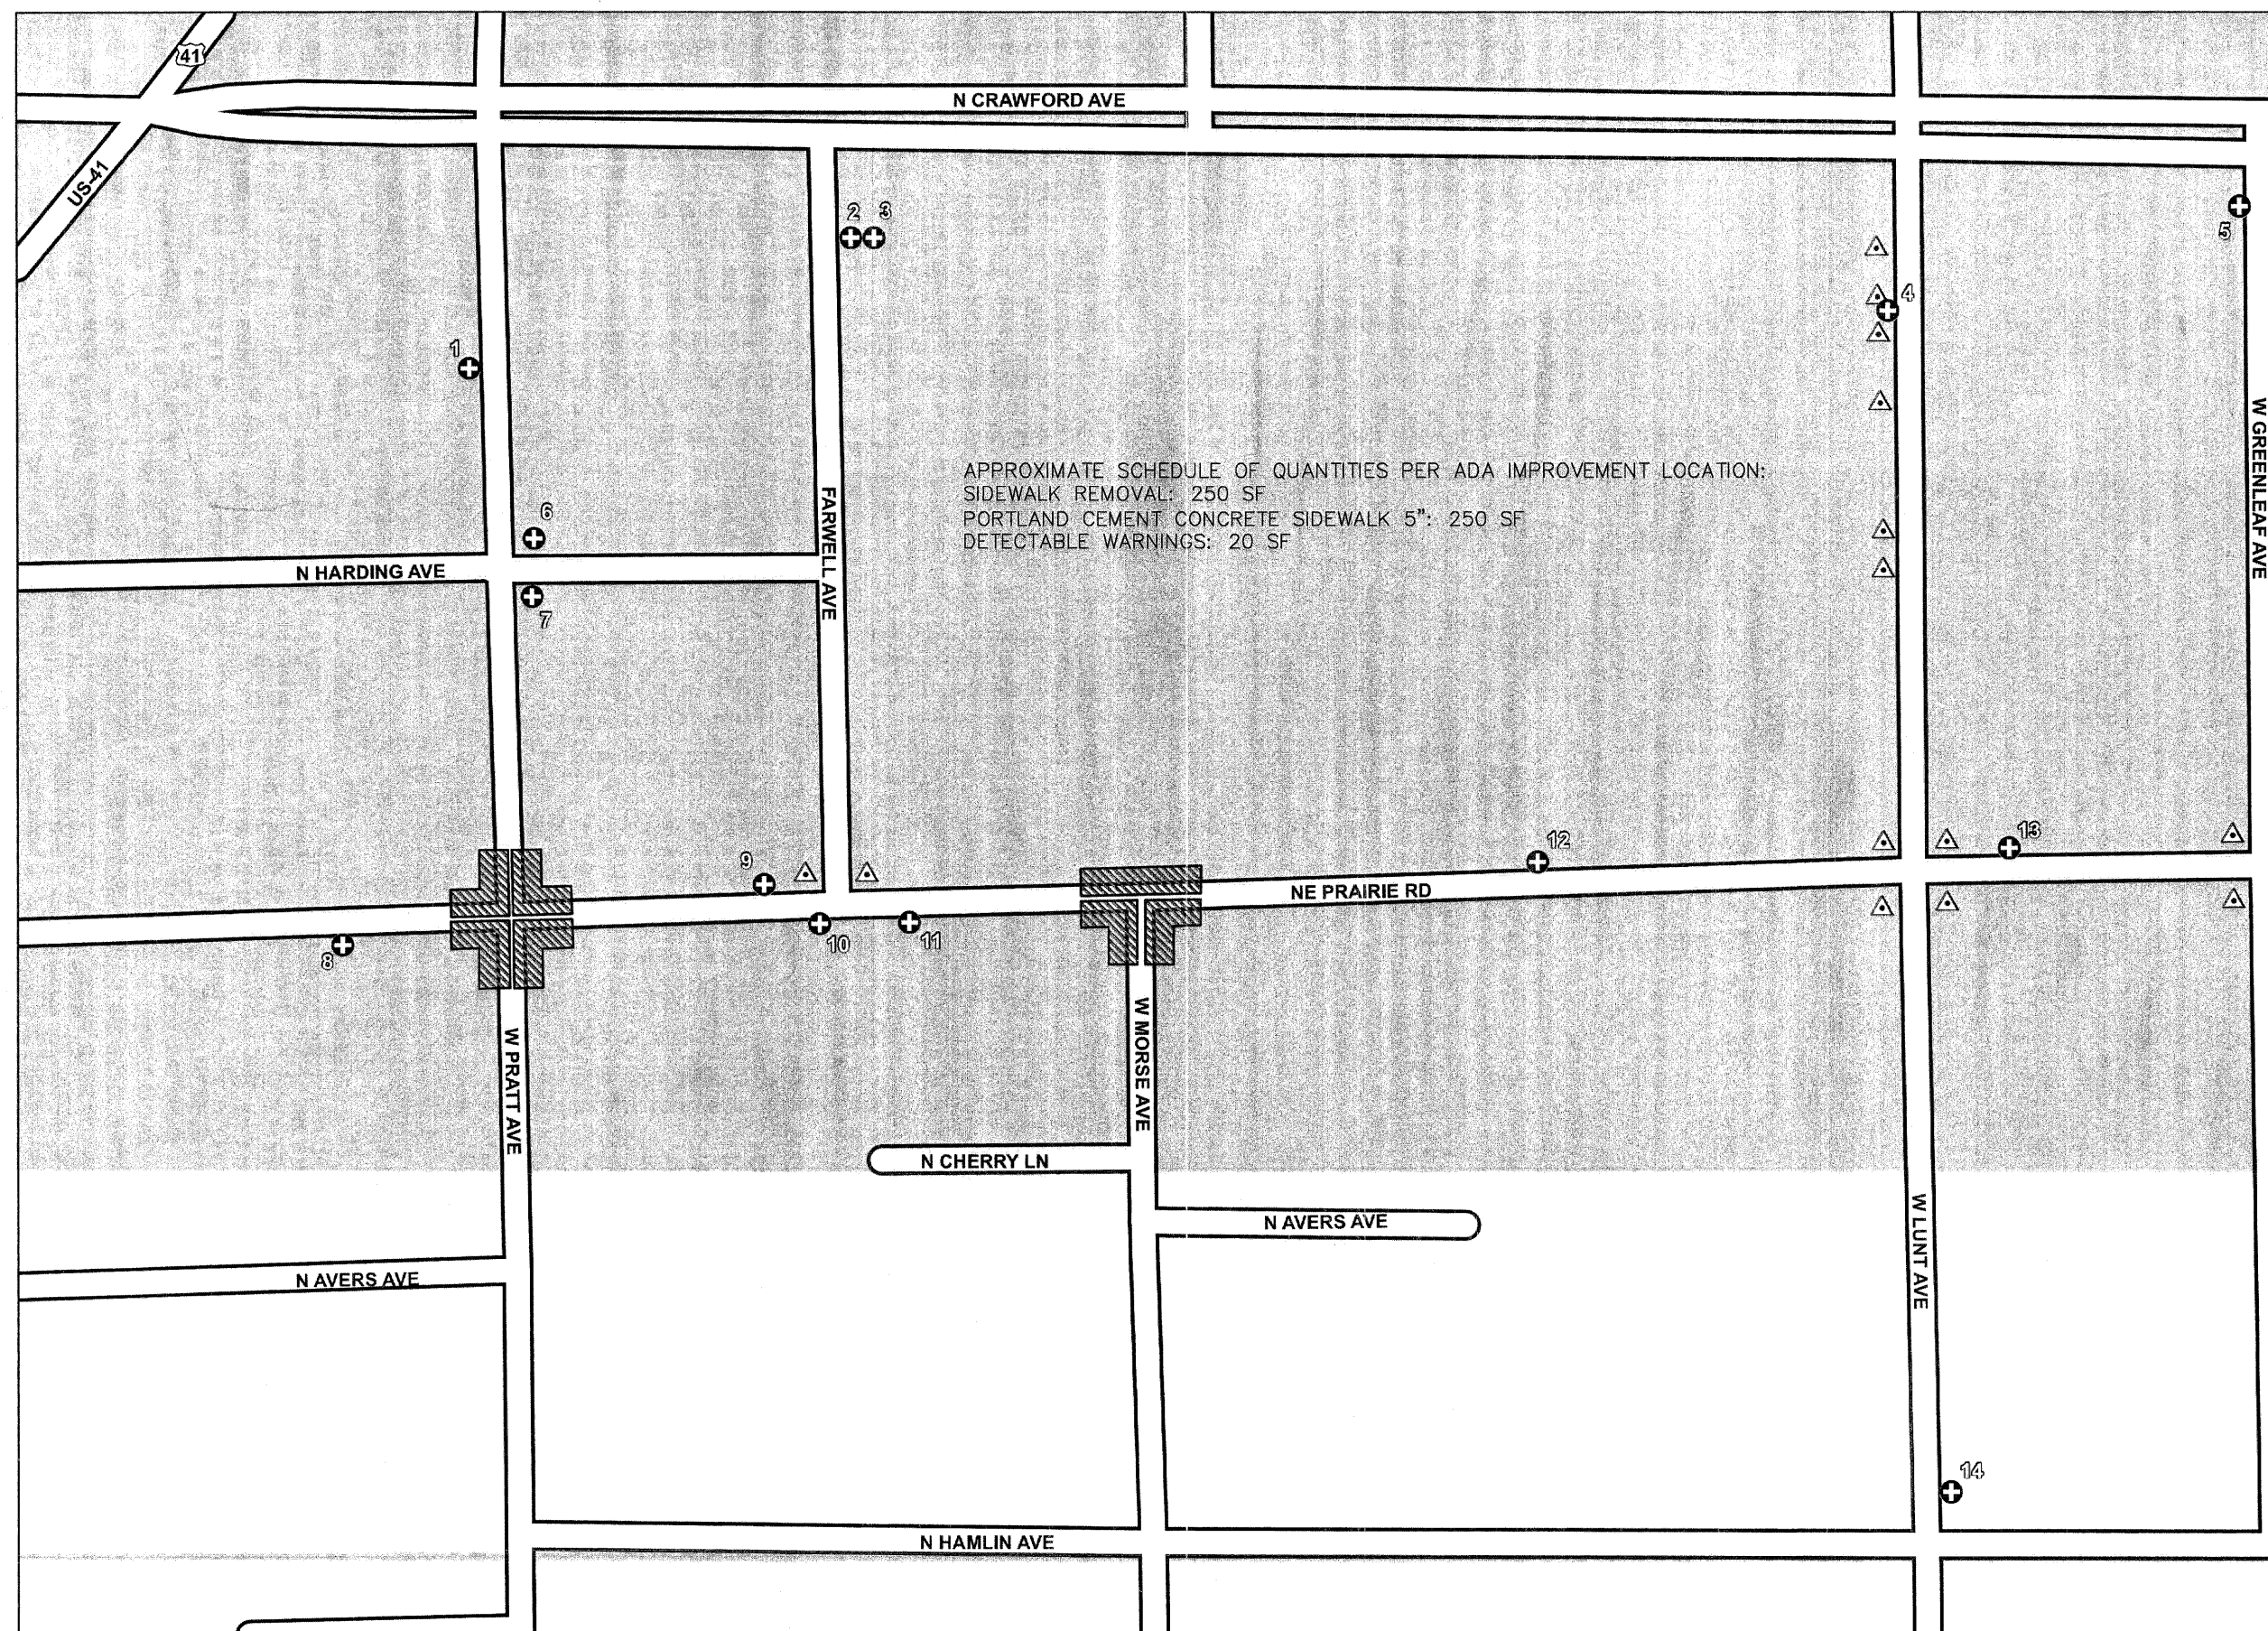 41
N CRAWFORD AVE
US-41
2 3
5
4
1
W GREENLEAF AVE
APPROXIMATE SCHEDULE OF QUANTITIES PER ADA IMPROVEMENT LOCATION:
SIDEWALK REMOVAL: 250 SF
PORTLAND CEMENT CONCRETE SIDEWALK 5": 250 SF
DETECTABLE WARNINGS: 20 SF
FARWELL AVE
6
N HARDING AVE
7
12
13
9
NE PRAIRIE RD
8
10
11
W PRATT AVE
W MORSE AVE
N CHERRY LN
N AVERS AVE
W LUNT AVE
N AVERS AVE
14
N HAMLIN AVE